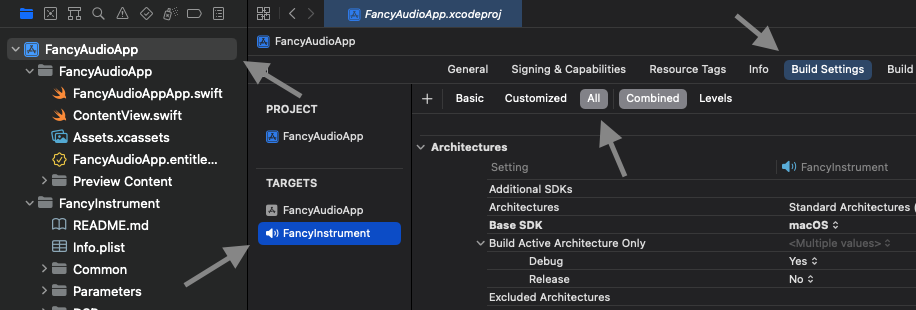 FancyAudioApp
FancyAudioApp
FancyAudioAppApp.swift
ContentView.swift
Assets.xcassets
FancyAudioApp.entitle...
Preview Content
FancyInstrument
README.md
Info.plist
Common
Parameters
FancyAudioApp.xcodeproj
FancyAudioApp
General Signing & Capabilities Resource Tags Info Build Settings Build
PROJECT
FancyAudioApp
TARGETS
FancyAudioApp
FancyInstrument
+ Basic Customized All Combined Levels
Architectures
Setting FancyInstrument
Additional SDKs
Architectures Standard Architectures (
Base SDK macOS
Build Active Architecture Only <Multiple values>
Debug Yes
Release No
Excluded Architectures